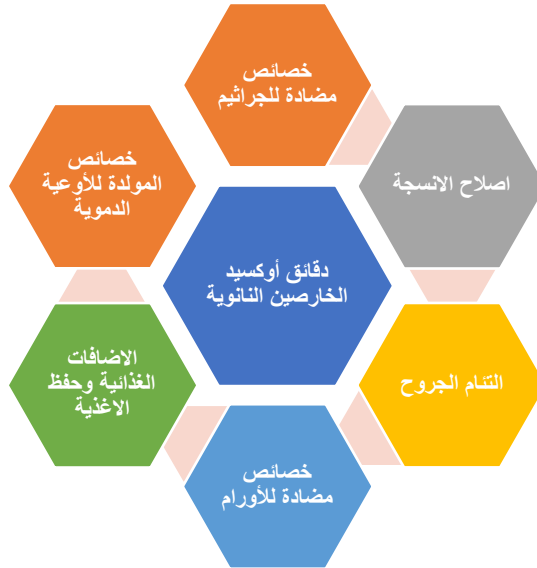 خصائص
مضادة للجراثيم
اصلاح الانسجة
التئام الجروح
خصائص
مضادة للأورام
الاضافات
الغذائية وحفظ
الاغذية
خصائص
المولدة للأوعية
الدموية
دقائق أوكسيد
الخارصين النانوية